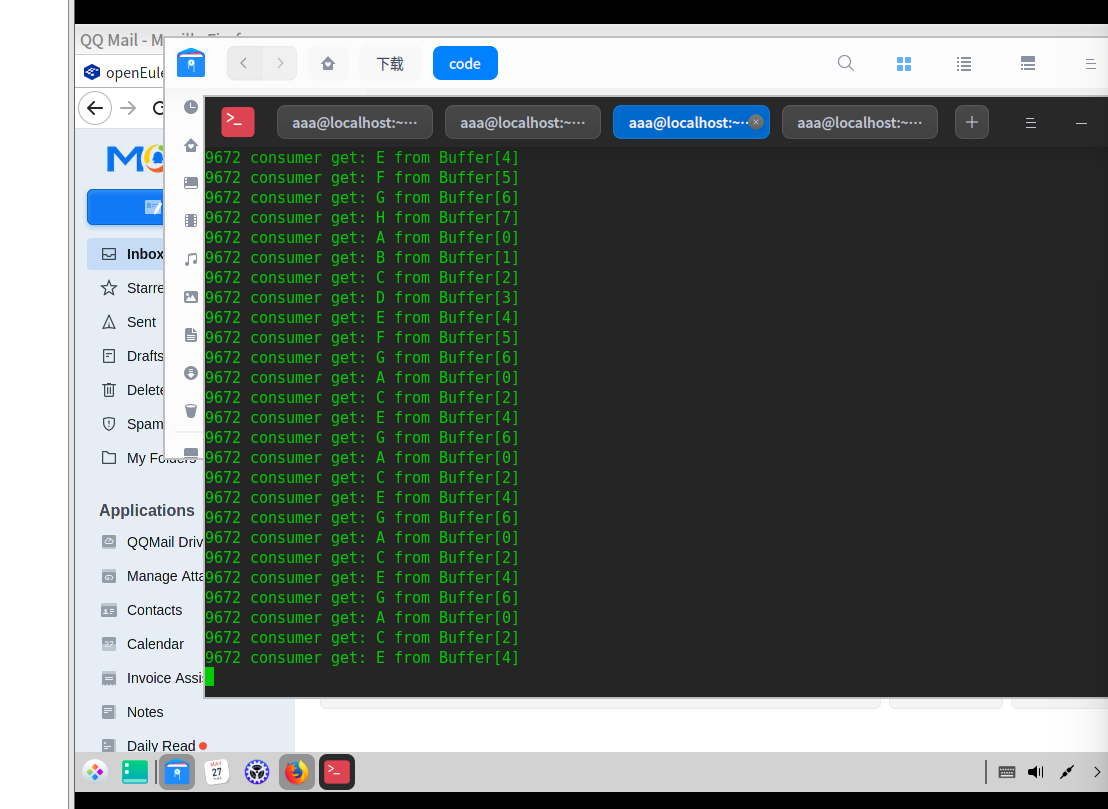 QQ Mail - M
openEule
下载
code
aaa@localhost:~···
aaa@localhost:~···
aaa@localhost:~···
aaa@localhost:~···
Inbox
Starre
Sent
Drafts
Delete
Spam
My Folders
Applications
QQMail Driv
Manage Atta
Contacts
Calendar
Invoice Assi
Notes
Daily Read
9672 consumer get: E from Buffer[4]
9672 consumer get: F from Buffer[5]
9672 consumer get: G from Buffer[6]
9672 consumer get: H from Buffer[7]
9672 consumer get: A from Buffer[0]
9672 consumer get: B from Buffer[1]
9672 consumer get: C from Buffer[2]
9672 consumer get: D from Buffer[3]
9672 consumer get: E from Buffer[4]
9672 consumer get: F from Buffer[5]
9672 consumer get: G from Buffer[6]
9672 consumer get: A from Buffer[0]
9672 consumer get: C from Buffer[2]
9672 consumer get: E from Buffer[4]
9672 consumer get: G from Buffer[6]
9672 consumer get: A from Buffer[0]
9672 consumer get: C from Buffer[2]
9672 consumer get: E from Buffer[4]
9672 consumer get: G from Buffer[6]
9672 consumer get: A from Buffer[0]
9672 consumer get: C from Buffer[2]
9672 consumer get: E from Buffer[4]
9672 consumer get: G from Buffer[6]
9672 consumer get: A from Buffer[0]
9672 consumer get: C from Buffer[2]
9672 consumer get: E from Buffer[4]
MAY
27